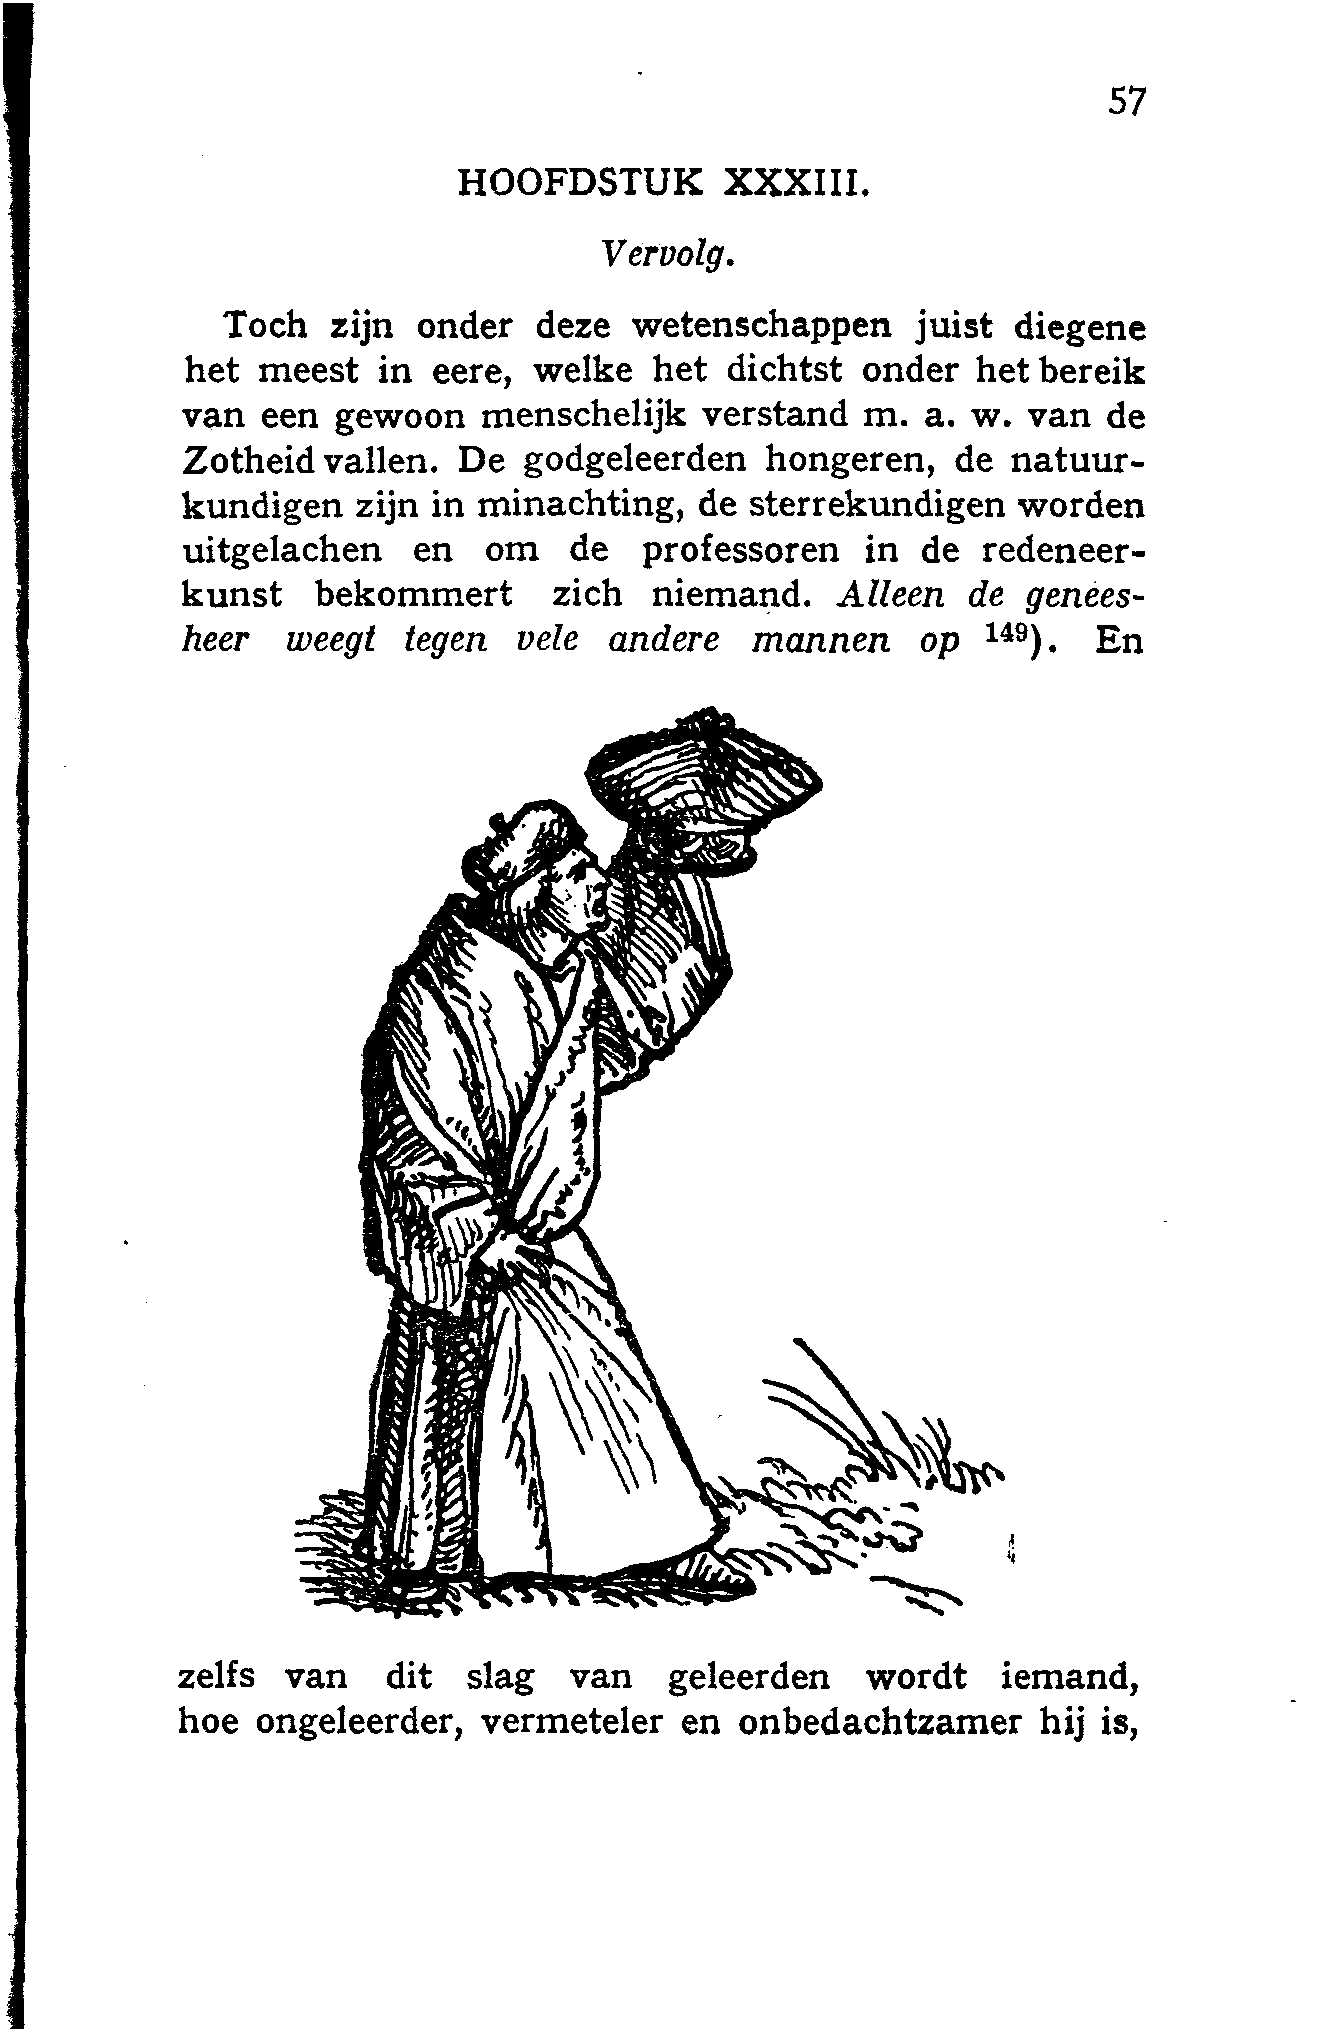 57
HOOFDSTUK XXXIII.
Vervolg.
Toch zijn onder deze wetenschappen juist diegene
het meest in eere, welke het dichtst onder het bereik
van een gewoon menschelijk verstand m. a. w. van de
Zotheid vallen. De godgeleerden hongeren, de natuur-
kundigen zijn in minachting, de sterrekundigen worden
uitgelachen en om de professoren in de redeneer-
kunst bekommert zich niemand. Alleen de genees-
heer weegt tegen vele andere mannen op ¹⁴⁹). En
zelfs van dit slag van geleerden wordt iemand,
hoe ongeleerder, vermeteler en onbedachtzamer hij is,